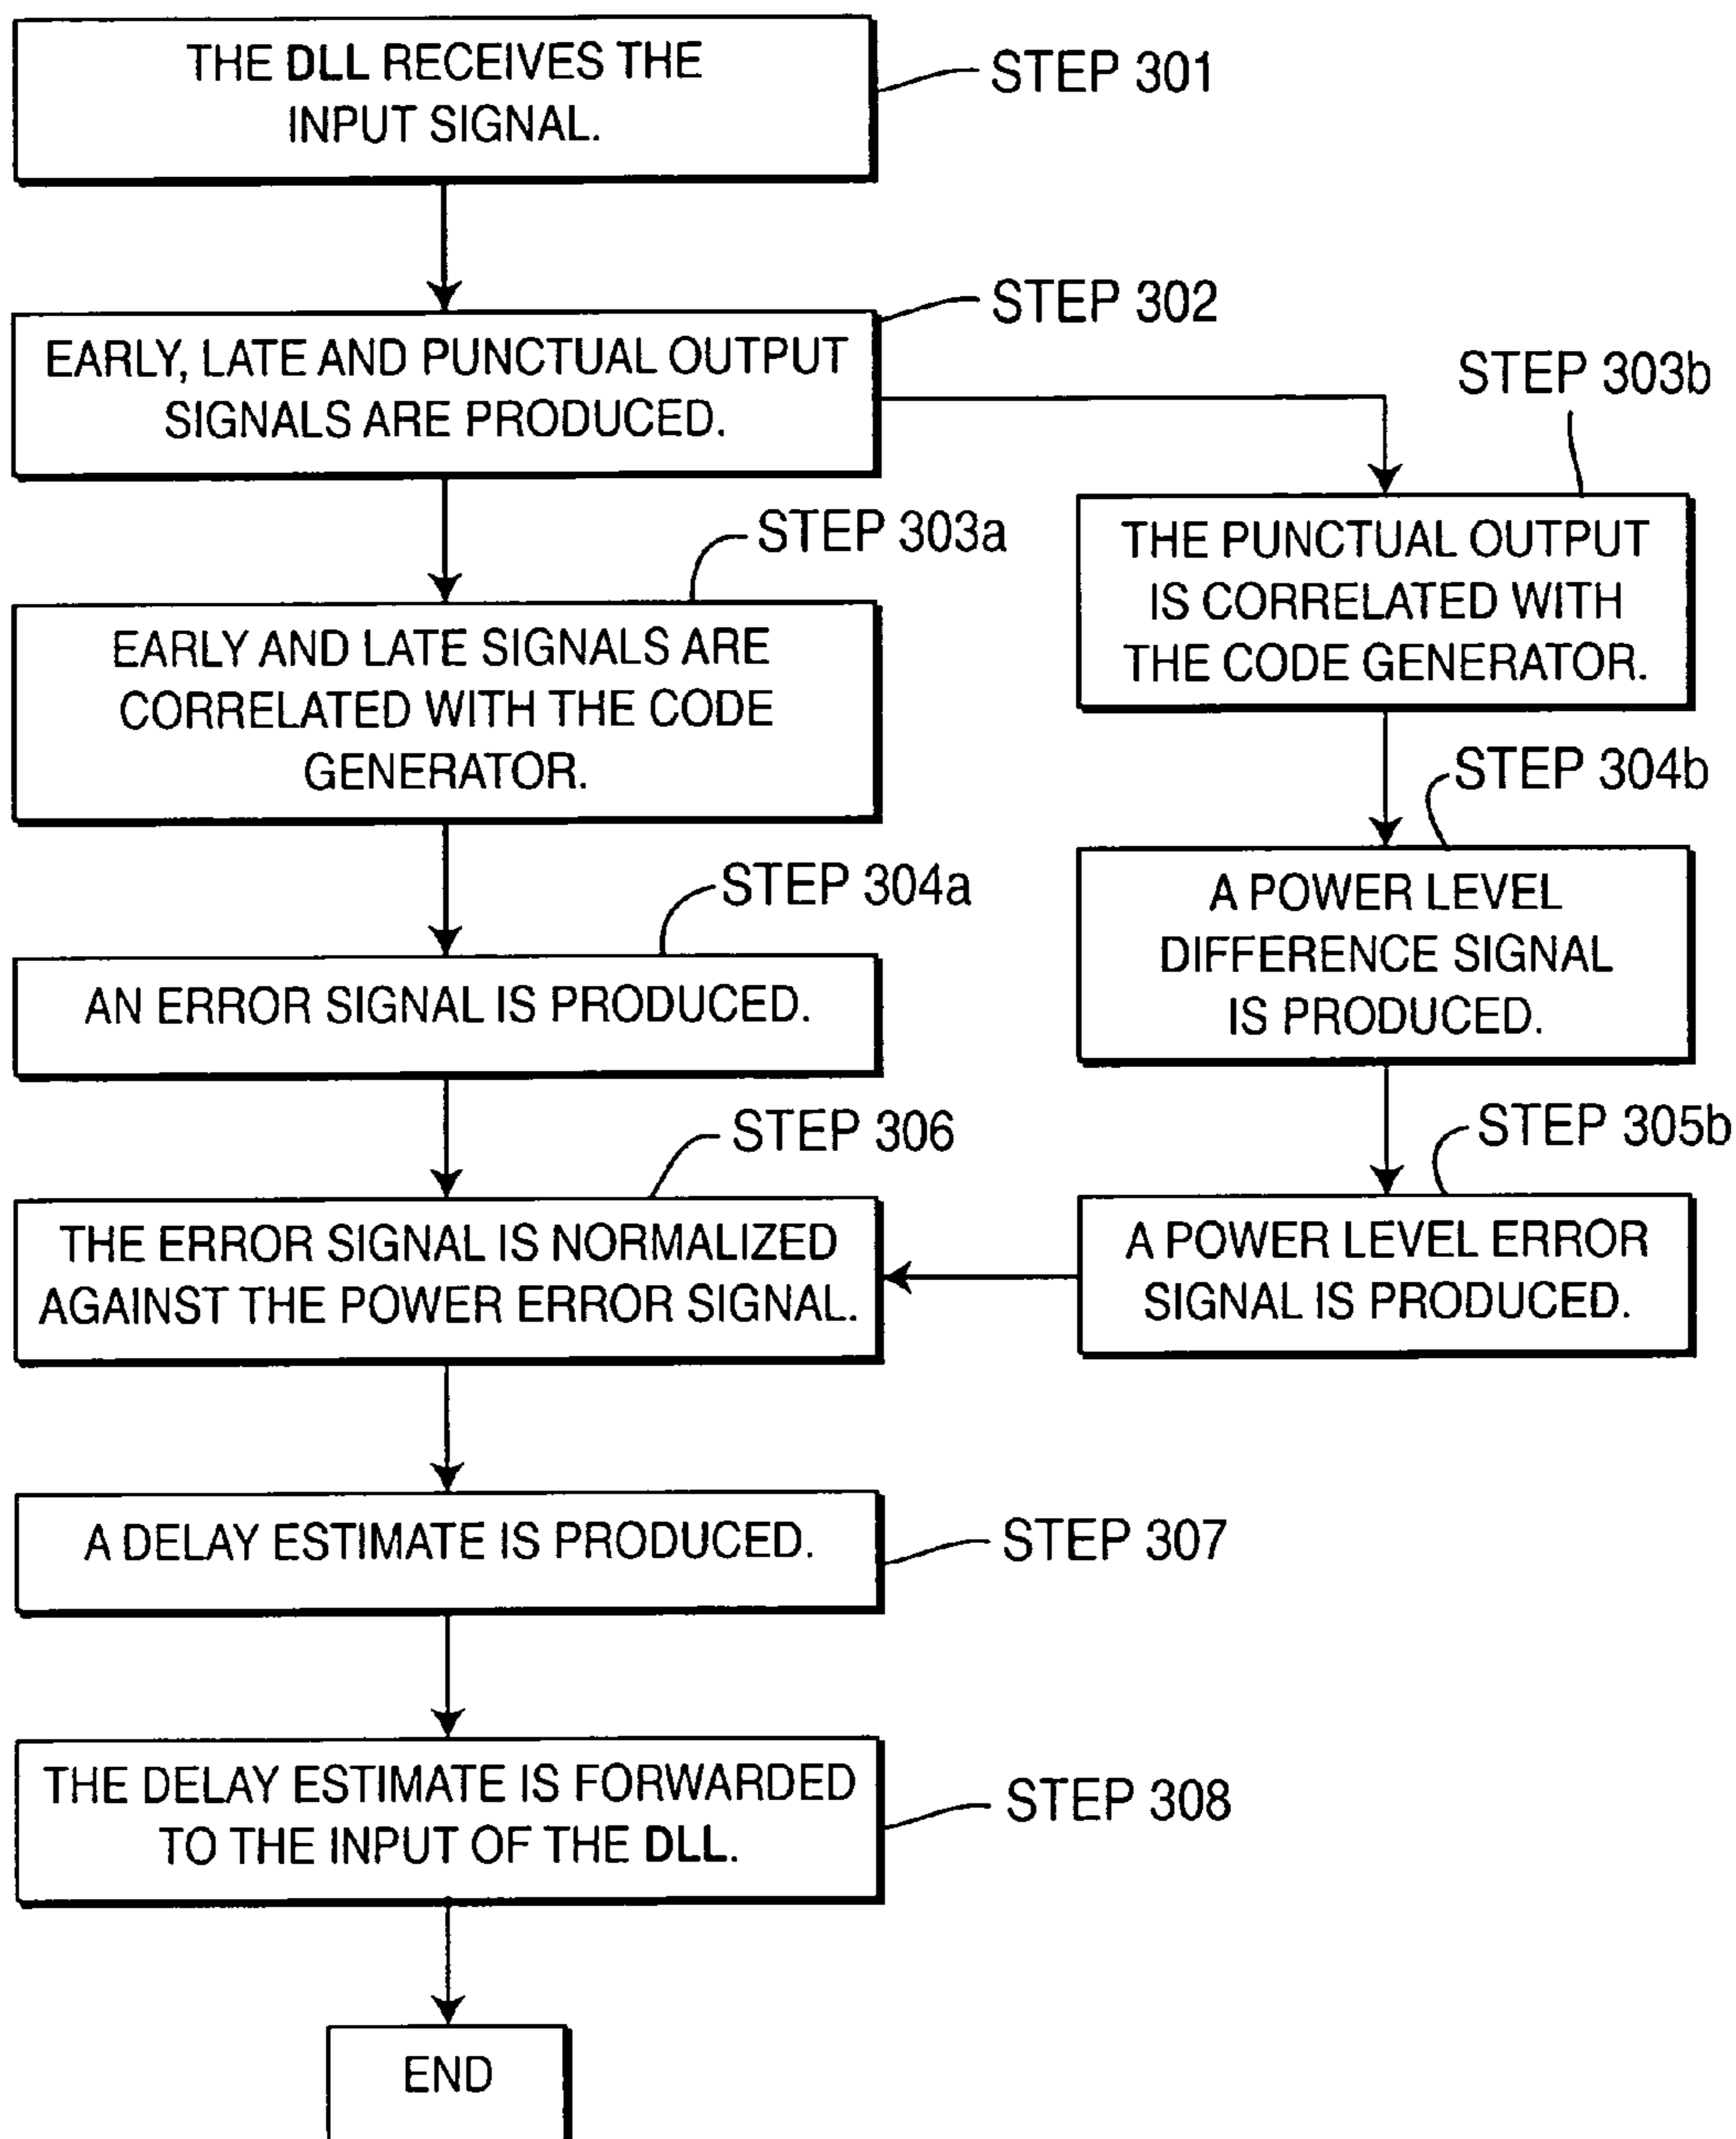 THE DLL RECEIVES THE
INPUT SIGNAL.
STEP 301
EARLY, LATE AND PUNCTUAL OUTPUT
SIGNALS ARE PRODUCED.
STEP 302
EARLY AND LATE SIGNALS ARE
CORRELATED WITH THE CODE
GENERATOR.
STEP 303a
THE PUNCTUAL OUTPUT
IS CORRELATED WITH
THE CODE GENERATOR.
STEP 303b
AN ERROR SIGNAL IS PRODUCED.
STEP 304a
A POWER LEVEL
DIFFERENCE SIGNAL
IS PRODUCED.
STEP 304b
A POWER LEVEL ERROR
SIGNAL IS PRODUCED.
STEP 305b
THE ERROR SIGNAL IS NORMALIZED
AGAINST THE POWER ERROR SIGNAL.
STEP 306
A DELAY ESTIMATE IS PRODUCED.
STEP 307
THE DELAY ESTIMATE IS FORWARDED
TO THE INPUT OF THE DLL.
STEP 308
END